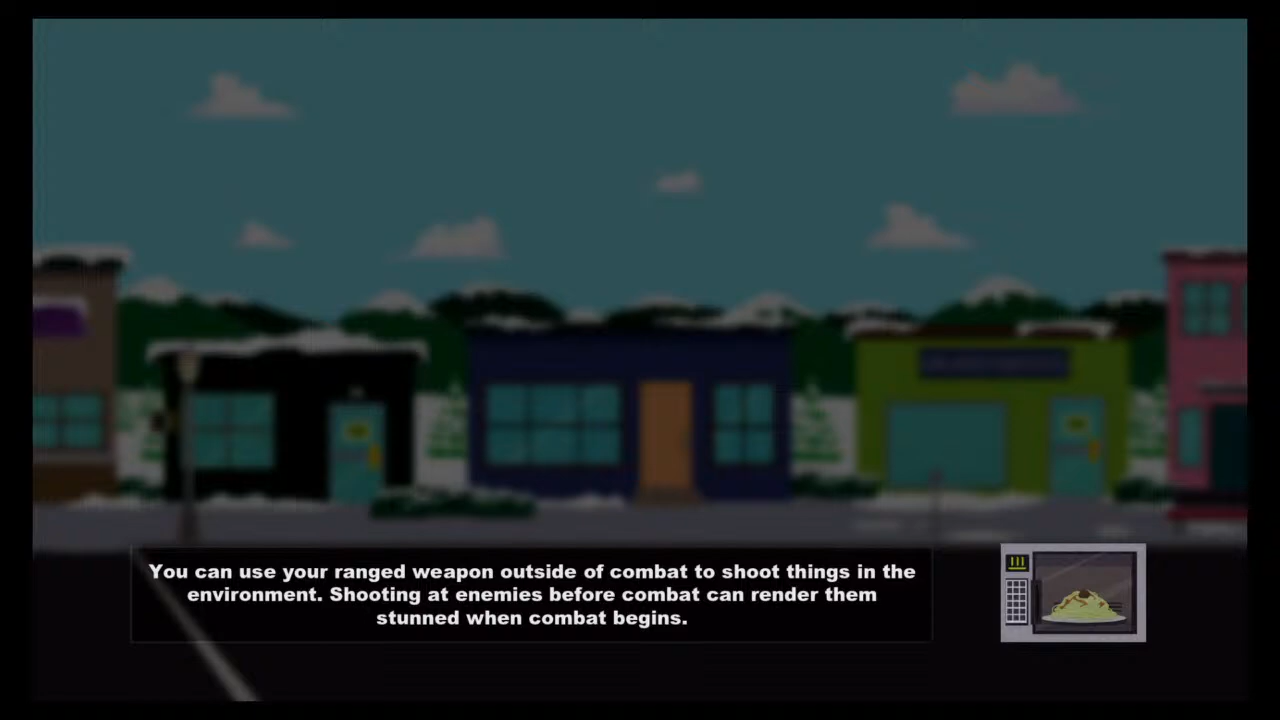 You can use your ranged weapon outside of combat to shoot things in the
environment. Shooting at enemies before combat can render them
stunned when combat begins.